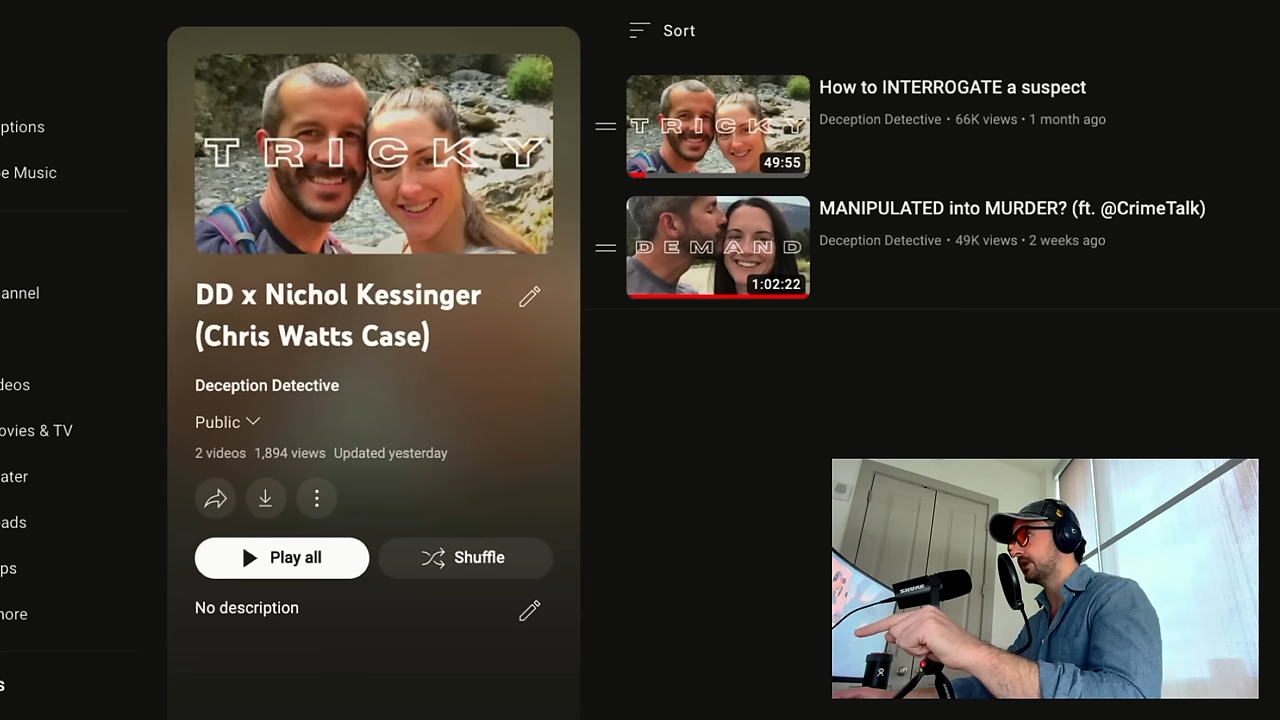 ptions
e Music
annel
deos
ovies & TV
ater
ads
ps
nore
s
TRICKY
DD x Nichol Kessinger
(Chris Watts Case)
Deception Detective
Public
2 videos 1,894 views Updated yesterday
Play all
Shuffle
No description
Sort
TRICKY
49:55
How to INTERROGATE a suspect
Deception Detective • 66K views • 1 month ago
DEMAND
1:02:22
MANIPULATED into MURDER? (ft. @CrimeTalk)
Deception Detective • 49K views • 2 weeks ago
SHURE